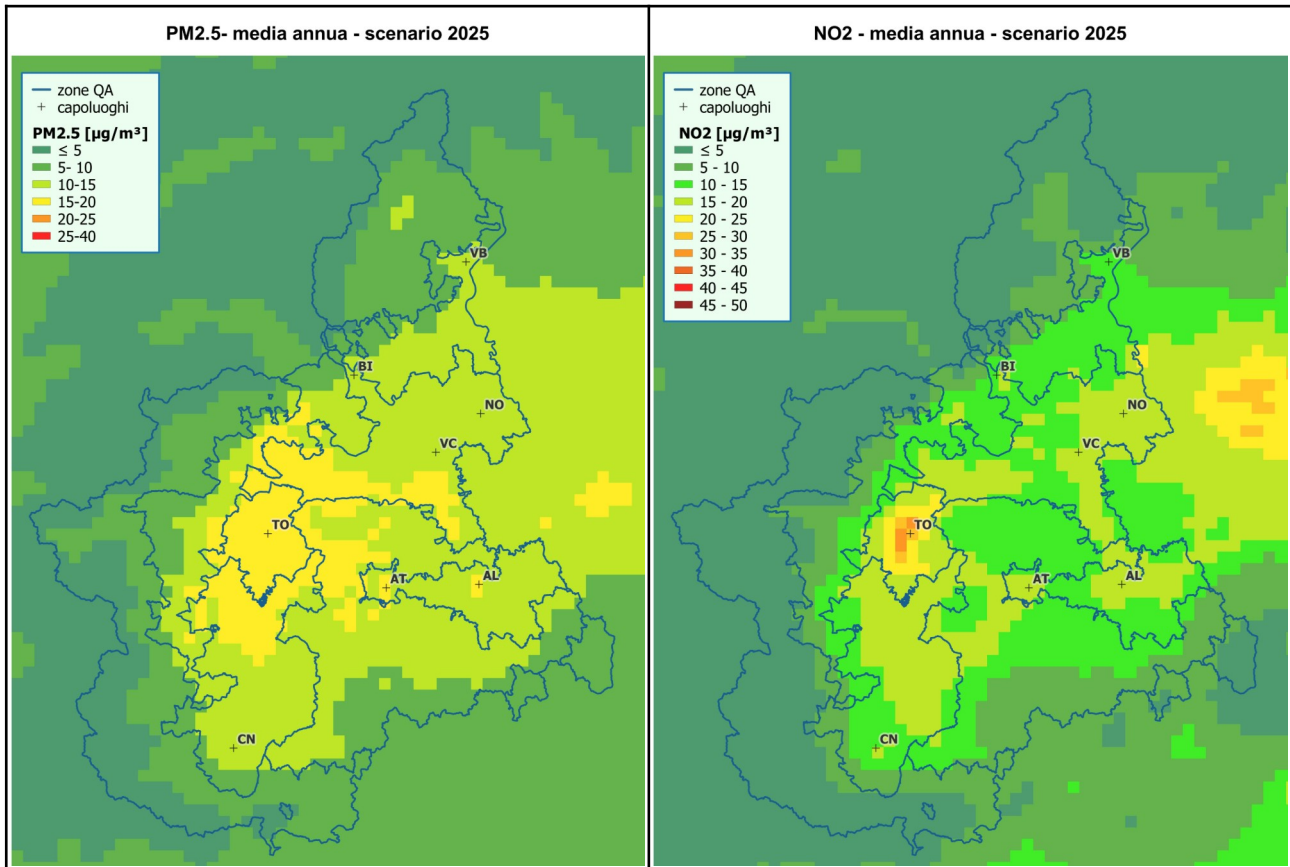 PM2.5- media annua - scenario 2025
zone QA
capoluoghi
PM2.5 [µg/m³]
≤ 5
5- 10
10-15
15-20
20-25
25-40
VB
BI
NO
VC
TO
AT
AL
CN
NO2 - media annua - scenario 2025
zone QA
capoluoghi
NO2 [µg/m³]
≤ 5
5 - 10
10 - 15
15 - 20
20 - 25
25 - 30
30 - 35
35 - 40
40 - 45
45 - 50
VB
BI
NO
VC
TO
AT
AL
CN